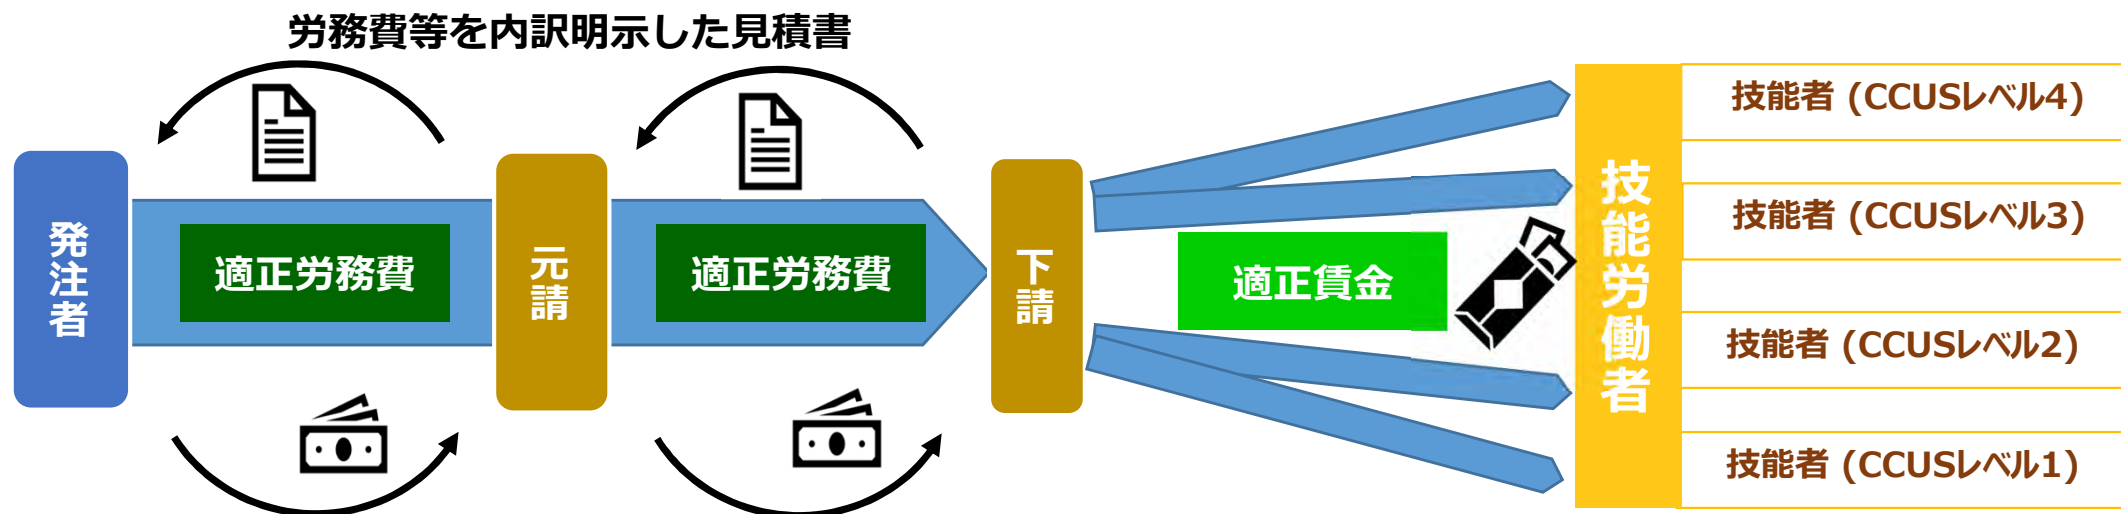 労務費等を内訳明示した見積書
発注者
適正労務費
元請
適正労務費
下請
適正賃金
技能労働者
技能者 (CCUSレベル4)
技能者 (CCUSレベル3)
技能者 (CCUSレベル2)
技能者 (CCUSレベル1)